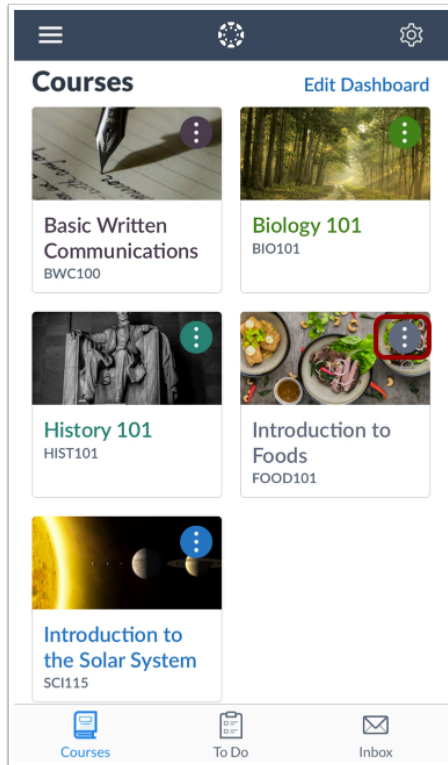 Courses
Edit Dashboard
Basic Written
Communications
BWC100
Biology 101
BIO101
History 101
HIST101
Introduction to
Foods
FOOD101
Introduction to
the Solar System
SCI115
Courses
To Do
Inbox